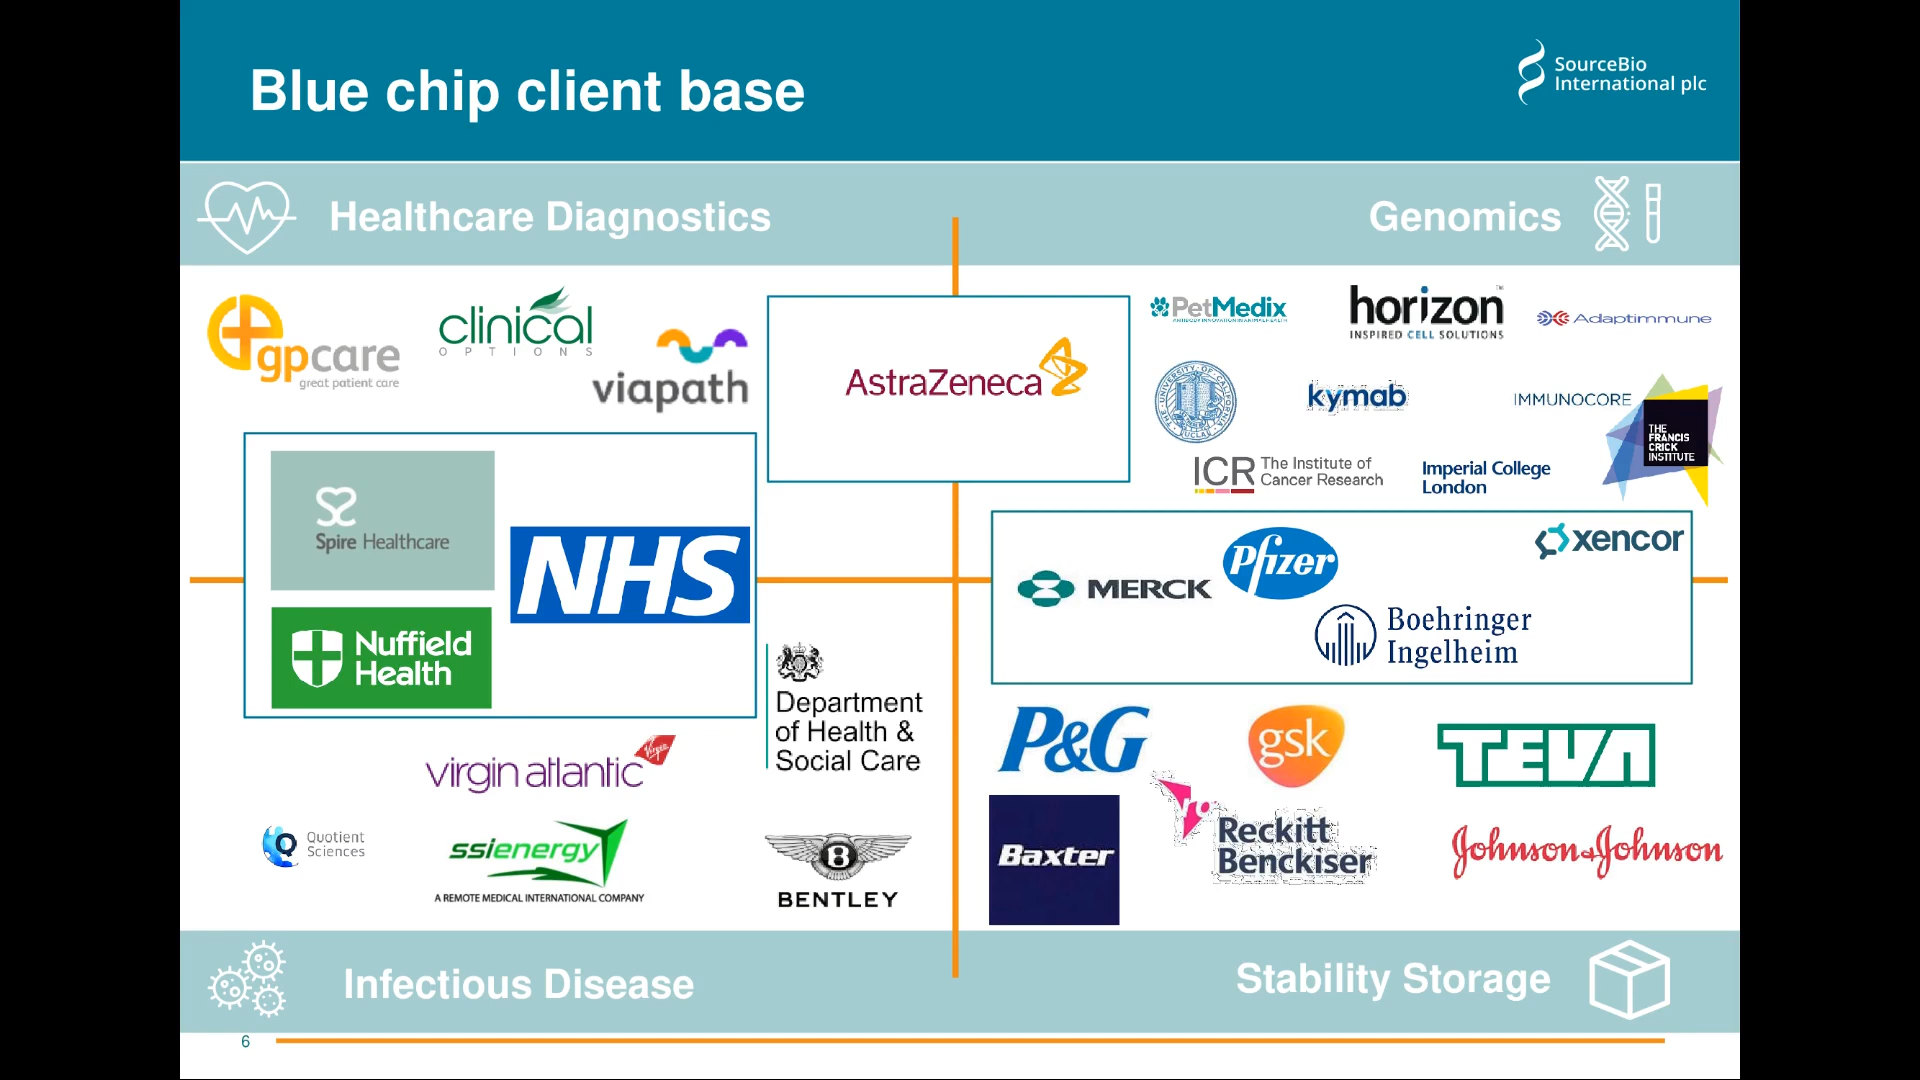 Blue chip client base
SourceBio
International plc
Healthcare Diagnostics
Genomics
gpcare
great patient care
clinical
OPTIONS
viapath
AstraZeneca
PetMedix
horizon
INSPIRED CELL SOLUTIONS
Adaptimmune
kymab
IMMUNOCORE
THE
FRANCIS
CRICK
INSTITUTE
ICR The Institute of
Cancer Research
Imperial College
London
Spire Healthcare
NHS
Nuffield
Health
MERCK
Pfizer
xencor
Boehringer
Ingelheim
Department
of Health &
Social Care
virgin atlantic
Virgin
Quotient
Sciences
ssienergy
A REMOTE MEDICAL INTERNATIONAL COMPANY
B
BENTLEY
P&G
gsk
TEVA
Baxter
Reckitt
Benckiser
Johnson+Johnson
Infectious Disease
Stability Storage
6